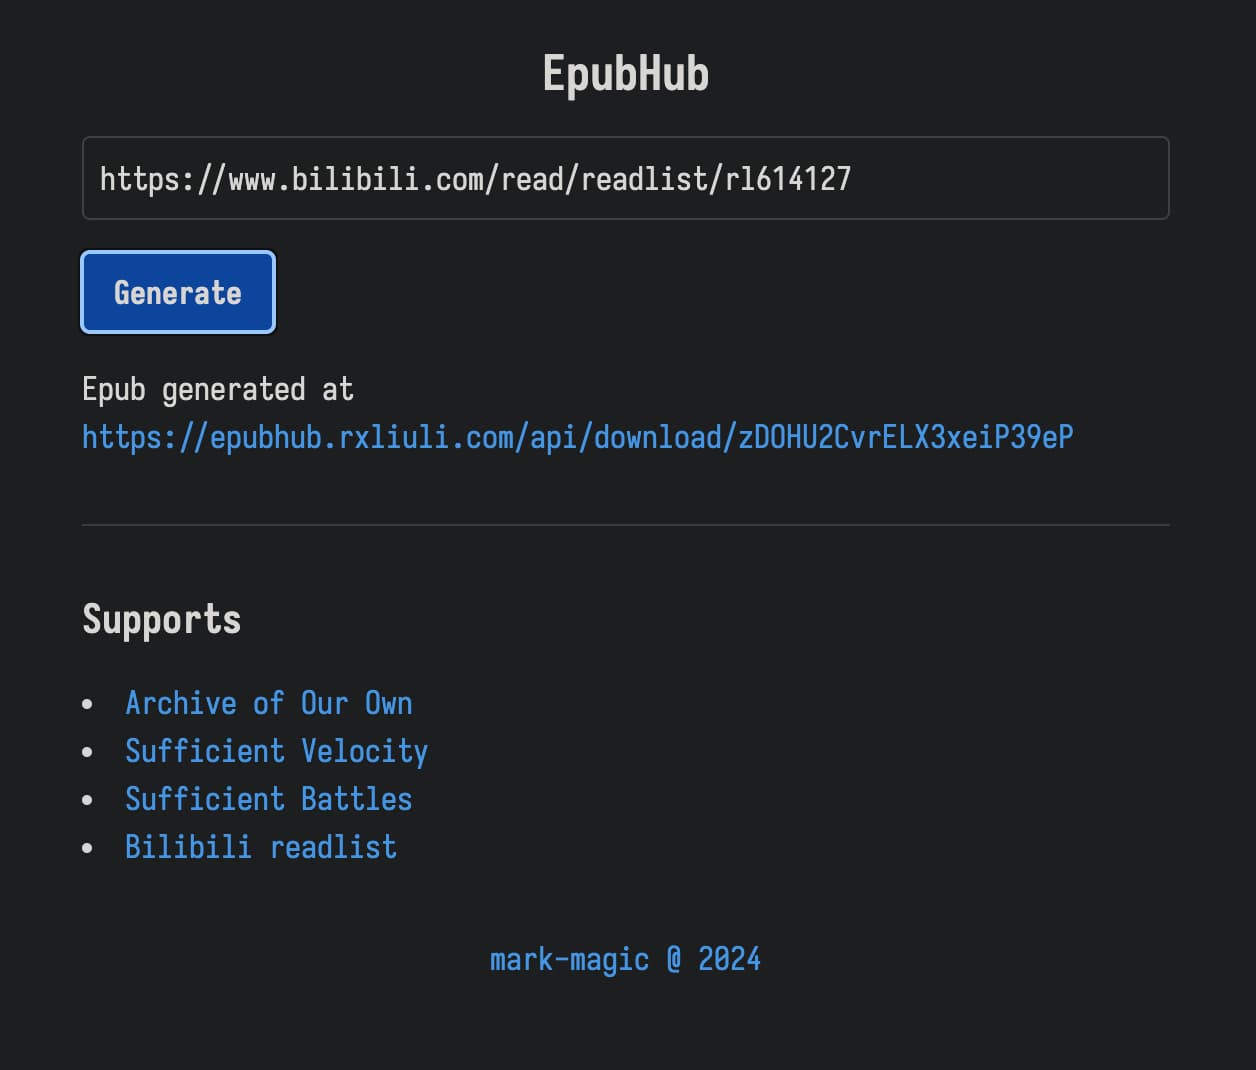 EpubHub
https://www.bilibili.com/read/readlist/rl614127
Generate
Epub generated at
https://epubhub.rxliuli.com/api/download/zDOHU2CvrELX3xeiP39eP
Supports
Archive of Our Own
Sufficient Velocity
Sufficient Battles
Bilibili readlist
mark-magic @ 2024